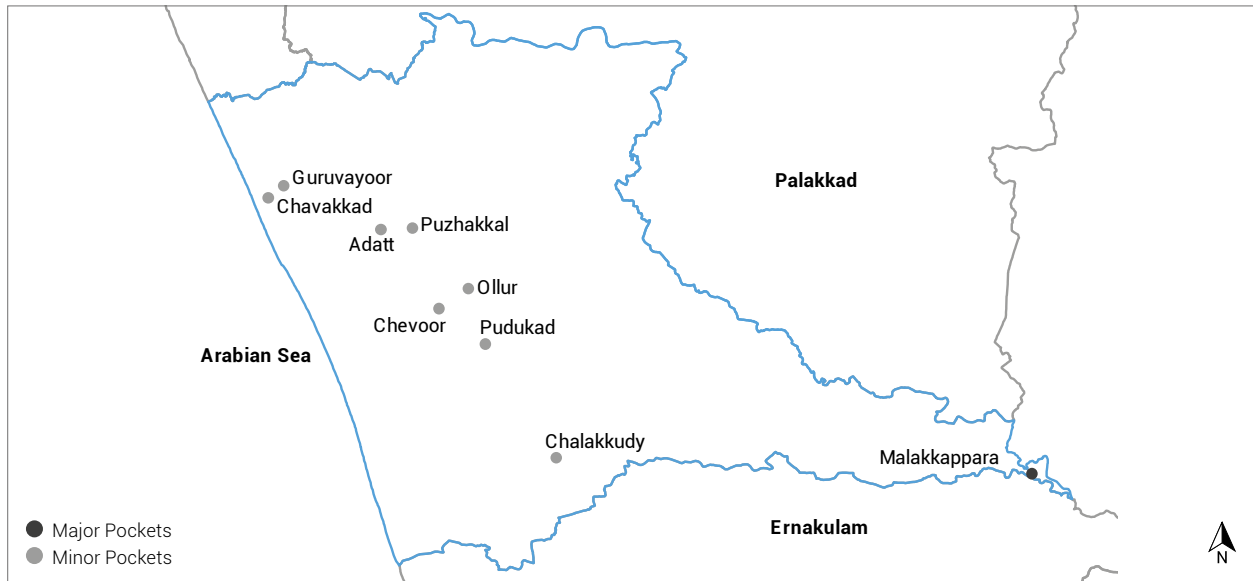 Guruvayoor
Chavakkad
Palakkad
Puzhakkal
Adatt
Ollur
Chevoor
Pudukad
Arabian Sea
Chalakkudy
Malakkappara
Major Pockets
Ernakulam
Minor Pockets
N